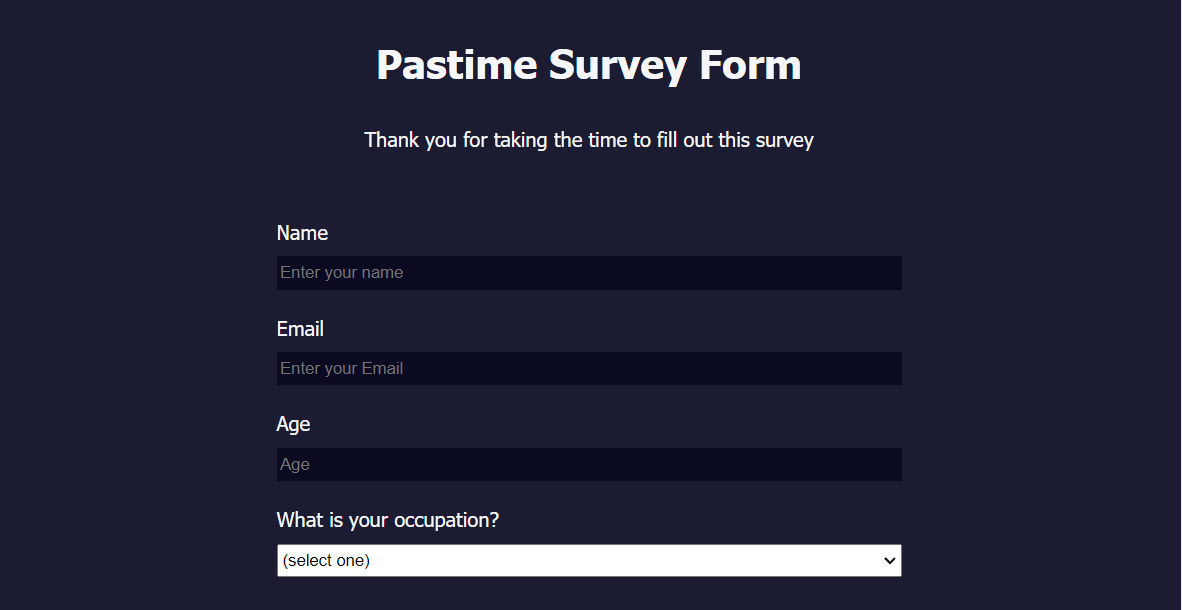 Pastime Survey Form
Thank you for taking the time to fill out this survey
Name
Enter your name
Email
Enter your Email
Age
Age
What is your occupation?
(select one)